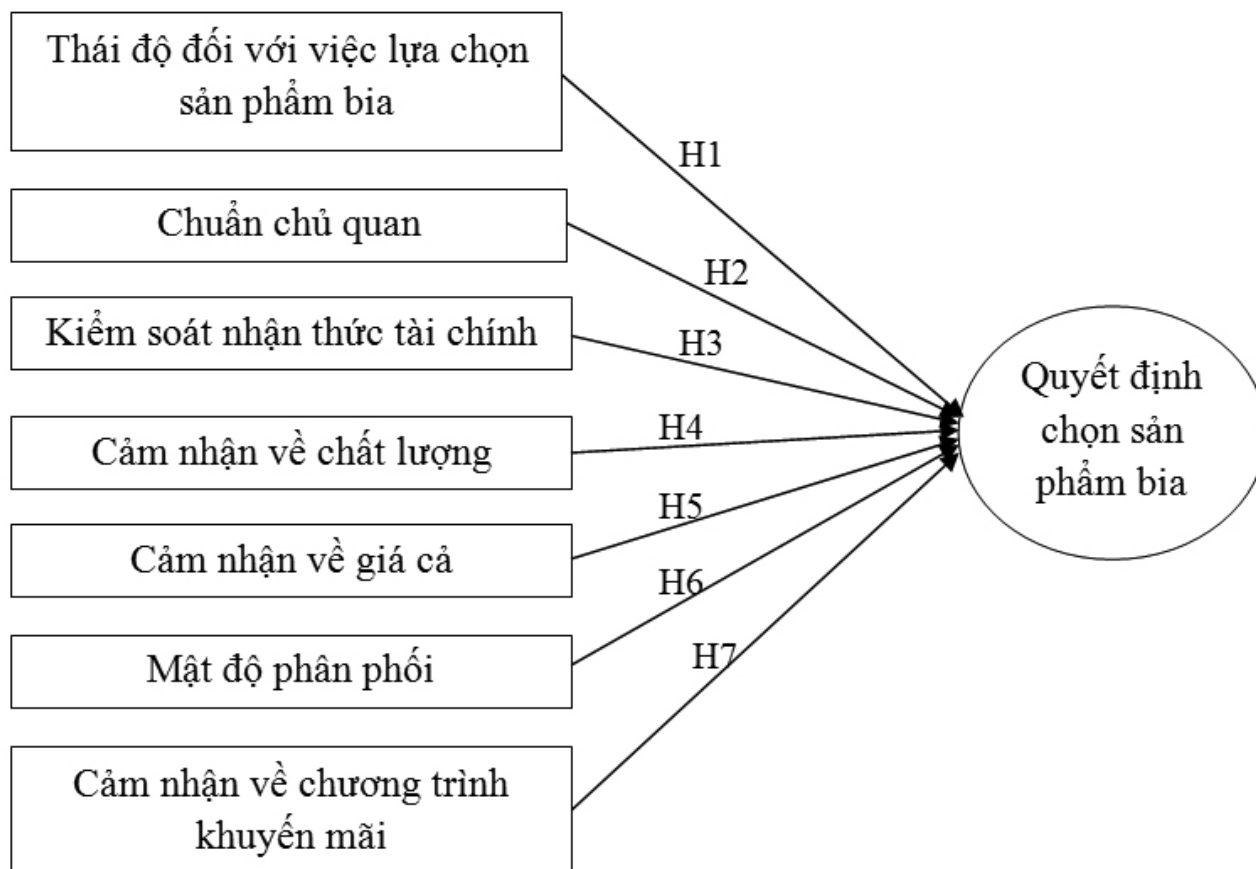 Thái độ đối với việc lựa chọn
sản phẩm bia
H1
Chuẩn chủ quan
H2
Kiểm soát nhận thức tài chính
H3
Cảm nhận về chất lượng
H4
Cảm nhận về giá cả
H5
Mật độ phân phối
H6
Cảm nhận về chương trình
khuyến mãi
H7
Quyết định
chọn sản
phẩm bia